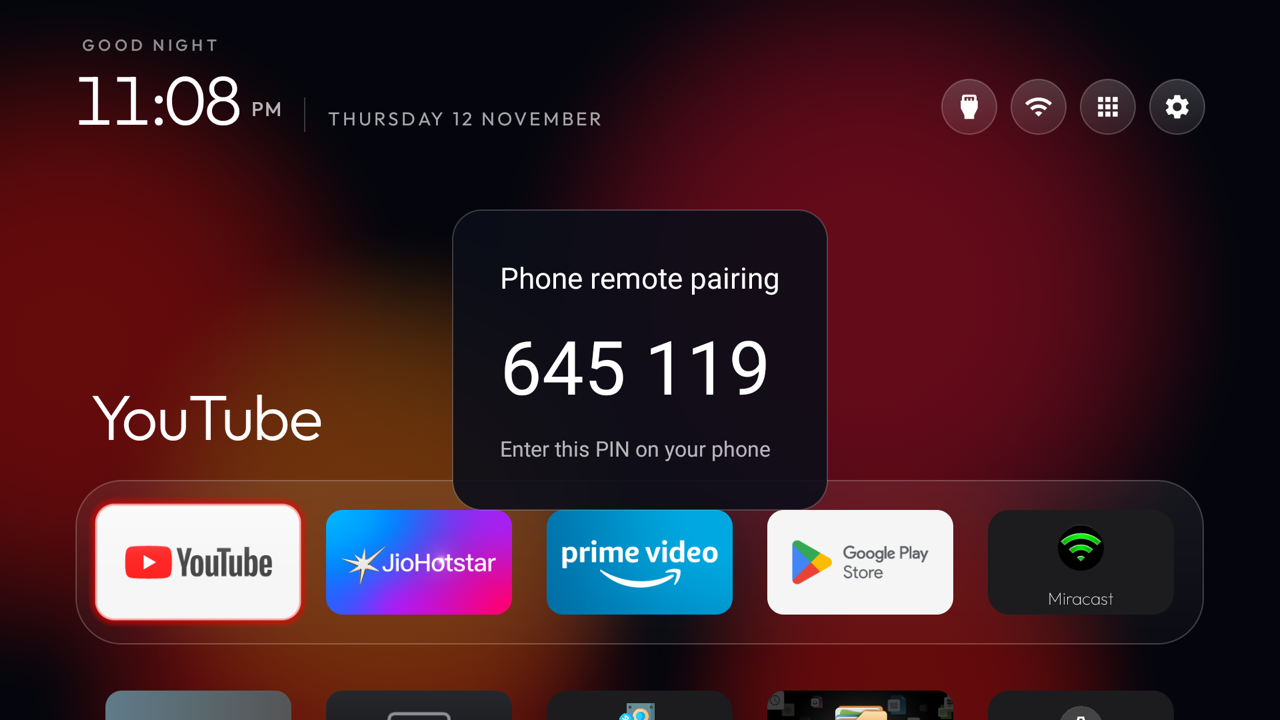 GOOD NIGHT
11:08 PM
THURSDAY 12 NOVEMBER
Phone remote pairing
645 119
Enter this PIN on your phone
YouTube
YouTube
JioHotstar
prime video
Google Play
Store
Miracast